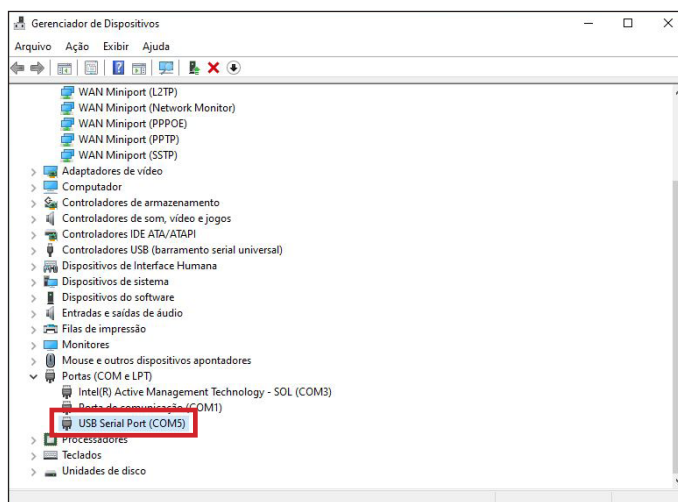 Gerenciador de Dispositivos
Arquivo Ação Exibir Ajuda
WAN Miniport (L2TP)
WAN Miniport (Network Monitor)
WAN Miniport (PPPOE)
WAN Miniport (PPTP)
WAN Miniport (SSTP)
Adaptadores de vídeo
Computador
Controladores de armazenamento
Controladores de som, vídeo e jogos
Controladores IDE ATA/ATAPI
Controladores USB (barramento serial universal)
Dispositivos de Interface Humana
Dispositivos de sistema
Dispositivos do software
Entradas e saídas de áudio
Filas de impressão
Monitores
Mouse e outros dispositivos apontadores
Portas (COM e LPT)
Intel(R) Active Management Technology - SOL (COM3)
Porta de comunicação (COM1)
USB Serial Port (COM5)
Processadores
Teclados
Unidades de disco